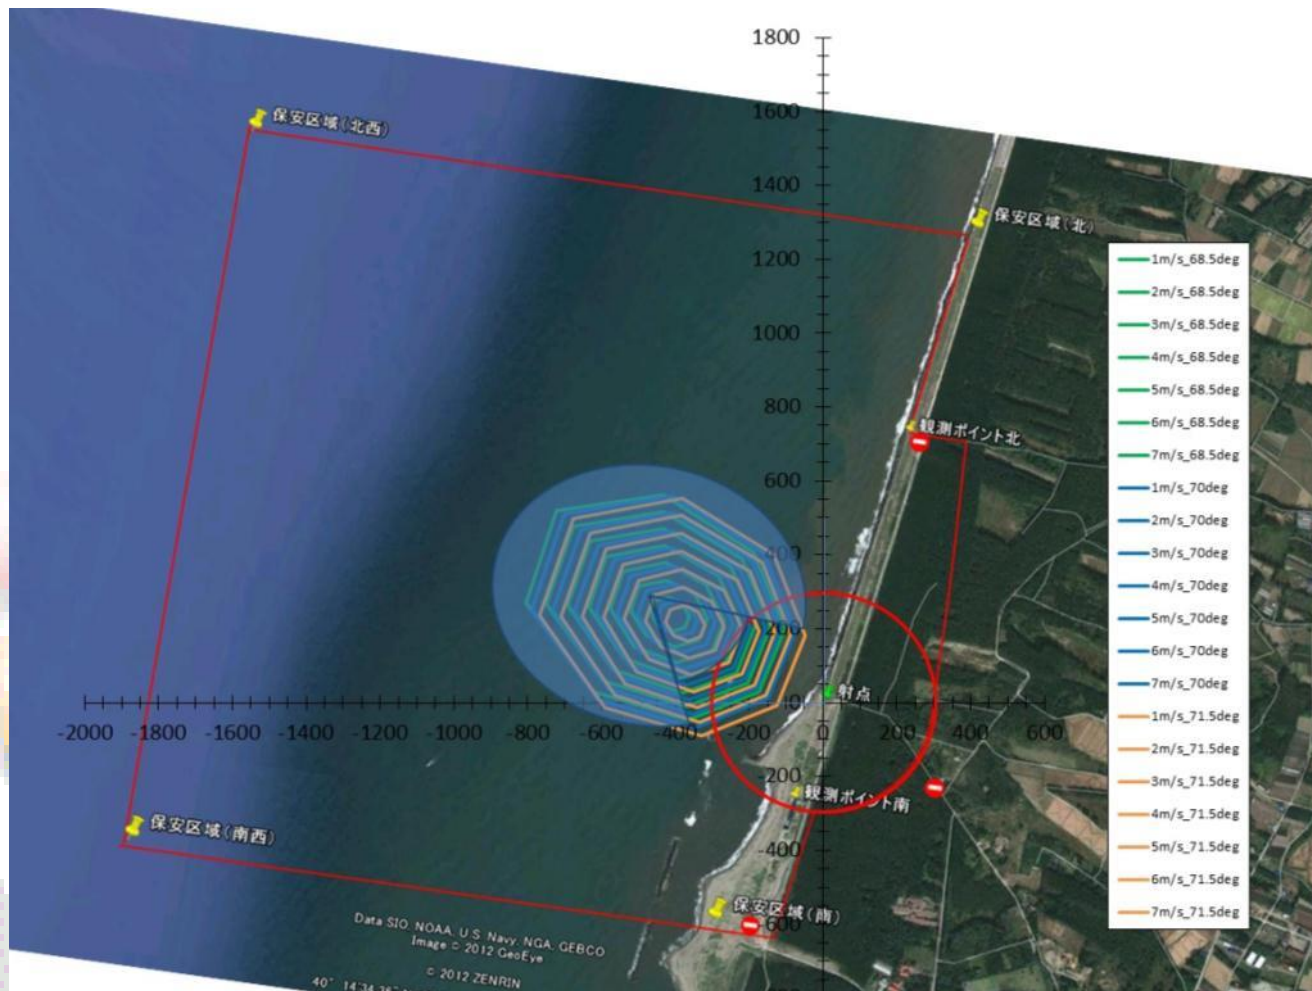 1800
1600
1400
1200
1000
800
600
400
200
0
-200
-400
-600
-2000 -1800 -1600 -1400 -1200 -1000 -800 -600 -400 -200 0 200 400 600
保安区域(北西)
保安区域(北)
観測ポイント北
射点
観測ポイント南
保安区域(南西)
保安区域(南)
1m/s_68.5deg
2m/s_68.5deg
3m/s_68.5deg
4m/s_68.5deg
5m/s_68.5deg
6m/s_68.5deg
7m/s_68.5deg
1m/s_70deg
2m/s_70deg
3m/s_70deg
4m/s_70deg
5m/s_70deg
6m/s_70deg
7m/s_70deg
1m/s_71.5deg
2m/s_71.5deg
3m/s_71.5deg
4m/s_71.5deg
5m/s_71.5deg
6m/s_71.5deg
7m/s_71.5deg
Data SIO, NOAA, U.S. Navy, NGA, GEBCO
Image © 2012 GeoEye
© 2012 ZENRIN